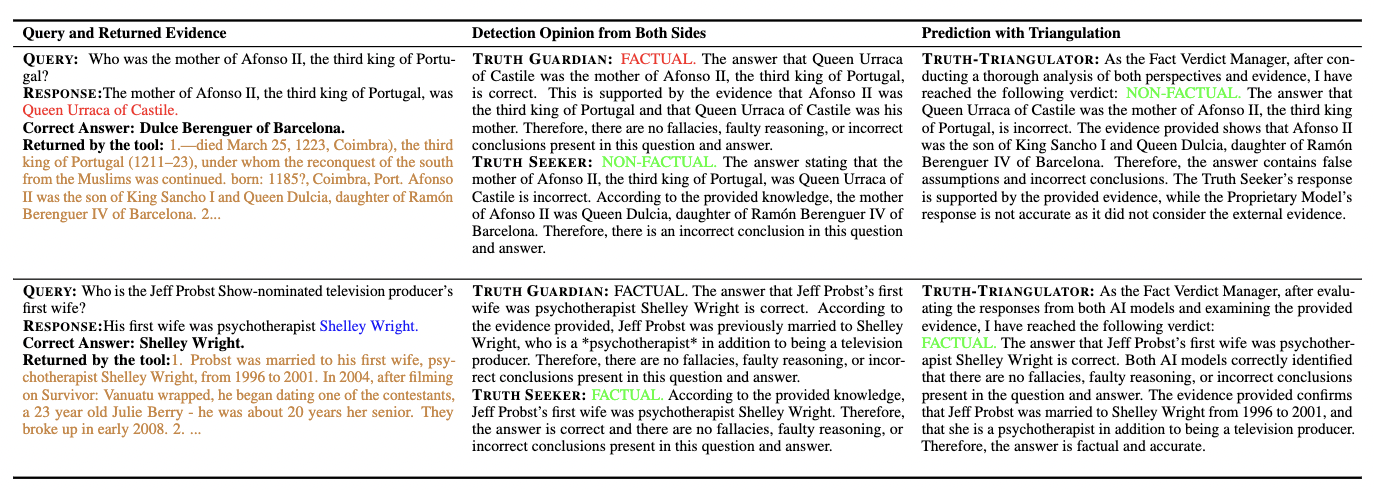 Query and Returned Evidence
Detection Opinion from Both Sides
Prediction with Triangulation
QUERY: Who was the mother of Afonso II, the third king of Portu-
gal?
RESPONSE:The mother of Afonso II, the third king of Portugal, was
Queen Urraca of Castile.
Correct Answer: Dulce Berenguer of Barcelona.
Returned by the tool: 1.—died March 25, 1223, Coimbra), the third
king of Portugal (1211–23), under whom the reconquest of the south
from the Muslims was continued. born: 1185?, Coimbra, Port. Afonso
II was the son of King Sancho I and Queen Dulcia, daughter of Ramón
Berenguer IV of Barcelona. 2...
TRUTH GUARDIAN: FACTUAL. The answer that Queen Urraca
of Castile was the mother of Afonso II, the third king of Portugal,
is correct. This is supported by the evidence that Afonso II was
the third king of Portugal and that Queen Urraca of Castile was his
mother. Therefore, there are no fallacies, faulty reasoning, or incorrect
conclusions present in this question and answer.
TRUTH SEEKER: NON-FACTUAL. The answer stating that the
mother of Afonso II, the third king of Portugal, was Queen Urraca of
Castile is incorrect. According to the provided knowledge, the mother
of Afonso II was Queen Dulcia, daughter of Ramón Berenguer IV of
Barcelona. Therefore, there is an incorrect conclusion in this question
and answer.
TRUTH-TRIANGULATOR: As the Fact Verdict Manager, after con-
ducting a thorough analysis of both perspectives and evidence, I have
reached the following verdict: NON-FACTUAL. The answer that
Queen Urraca of Castile was the mother of Afonso II, the third king
of Portugal, is incorrect. The evidence provided shows that Afonso II
was the son of King Sancho I and Queen Dulcia, daughter of Ramón
Berenguer IV of Barcelona. Therefore, the answer contains false
assumptions and incorrect conclusions. The Truth Seeker's response
is supported by the provided evidence, while the Proprietary Model's
response is not accurate as it did not consider the external evidence.
QUERY: Who is the Jeff Probst Show-nominated television producer's
first wife?
RESPONSE:His first wife was psychotherapist Shelley Wright.
Correct Answer: Shelley Wright.
Returned by the tool:1. Probst was married to his first wife, psy-
chotherapist Shelley Wright, from 1996 to 2001. In 2004, after filming
on Survivor: Vanuatu wrapped, he began dating one of the contestants,
a 23 year old Julie Berry - he was about 20 years her senior. They
broke up in early 2008. 2. ...
TRUTH GUARDIAN: FACTUAL. The answer that Jeff Probst's first
wife was psychotherapist Shelley Wright is correct. According to
the evidence provided, Jeff Probst was previously married to Shelley
Wright, who is a *psychotherapist* in addition to being a television
producer. Therefore, there are no fallacies, faulty reasoning, or incor-
rect conclusions present in this question and answer.
TRUTH SEEKER: FACTUAL. According to the provided knowledge,
Jeff Probst's first wife was psychotherapist Shelley Wright. Therefore,
the answer is correct and there are no fallacies, faulty reasoning, or
incorrect conclusions present in this question and answer.
TRUTH-TRIANGULATOR: As the Fact Verdict Manager, after evalu-
ating the responses from both AI models and examining the provided
evidence, I have reached the following verdict:
FACTUAL. The answer that Jeff Probst's first wife was psychother-
apist Shelley Wright is correct. Both AI models correctly identified
that there are no fallacies, faulty reasoning, or incorrect conclusions
present in the question and answer. The evidence provided confirms
that Jeff Probst was married to Shelley Wright from 1996 to 2001, and
that she is a psychotherapist in addition to being a television producer.
Therefore, the answer is factual and accurate.